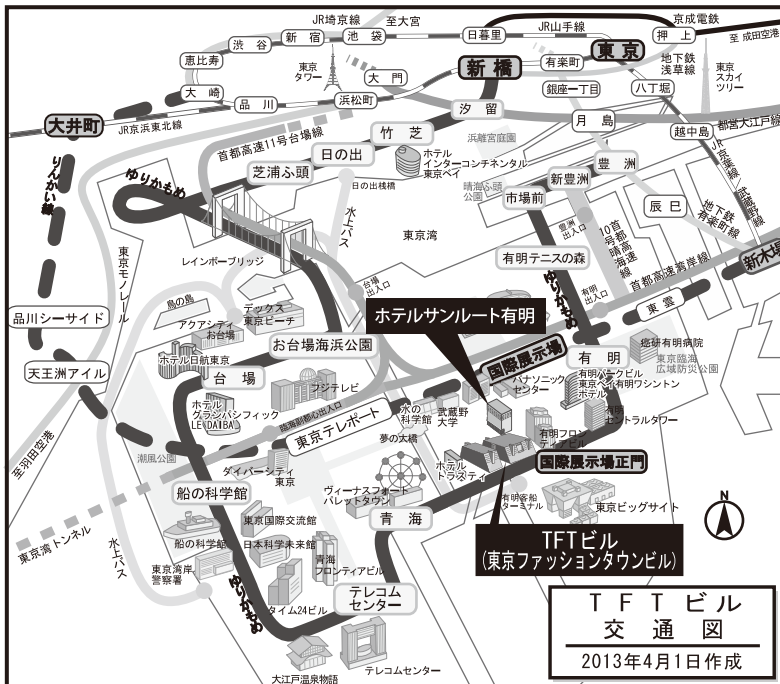 JR埼京線
至大宮
JR山手線
京成電鉄
至 成田空港
渋谷
新宿
池袋
日暮里
押上
恵比寿
東京
タワー
大門
新橋
有楽町
東京
地下鉄
浅草線
東京
スカイ
ツリー
大崎
品川
浜松町
銀座一丁目
八丁堀
大井町
JR京浜東北線
汐留
月島
都営大江戸線
越中島
首都高速11号台場線
竹芝
浜離宮庭園
JR京葉線
武蔵野線
りんかい線
ゆりかもめ
芝浦ふ頭
日の出
ホテル
インターコンチネンタル
東京ベイ
日の出桟橋
晴海ふ頭
公園
市場前
新豊洲
豊洲
辰巳
地下鉄
有楽町線
水上バス
東京湾
豊洲
出入口
10号晴海線
首都高速
新木場
東京モノレール
レインボーブリッジ
台場
出入口
有明テニスの森
ゆりかもめ
有明
出入口
首都高速湾岸線
東雲
鳥の島
デックス
東京ビーチ
アクアシティ
お台場
ホテルサンルート有明
品川シーサイド
天王洲アイル
ホテル日航東京
お台場海浜公園
国際展示場
有明
癌研有明病院
東京臨海
広域防災公園
台場
フジテレビ
パナソニック
センター
有明パークビル
東京ベイ有明ワシントン
ホテル
ホテル
グランパシフィック
LE DAIBA
臨海副都心出入口
東京テレポート
水の
科学館
武蔵野
大学
有明
セントラルタワー
至羽田空港
潮風公園
ダイバーシティ
東京
夢の大橋
ホテル
トラスティ
有明フロン
ティアビル
国際展示場正門
船の科学館
ヴィーナスフォート
パレットタウン
青海
有明客船
ターミナル
東京ビッグサイト
N
東京湾トンネル
水上バス
船の科学館
東京国際交流館
日本科学未来館
TFTビル
(東京ファッションタウンビル)
東京湾岸
警察署
ゆりかもめ
青海
フロンティアビル
テレコム
センター
タイム24ビル
大江戸温泉物語
テレコムセンター
TFTビル
交通図
2013年4月1日作成